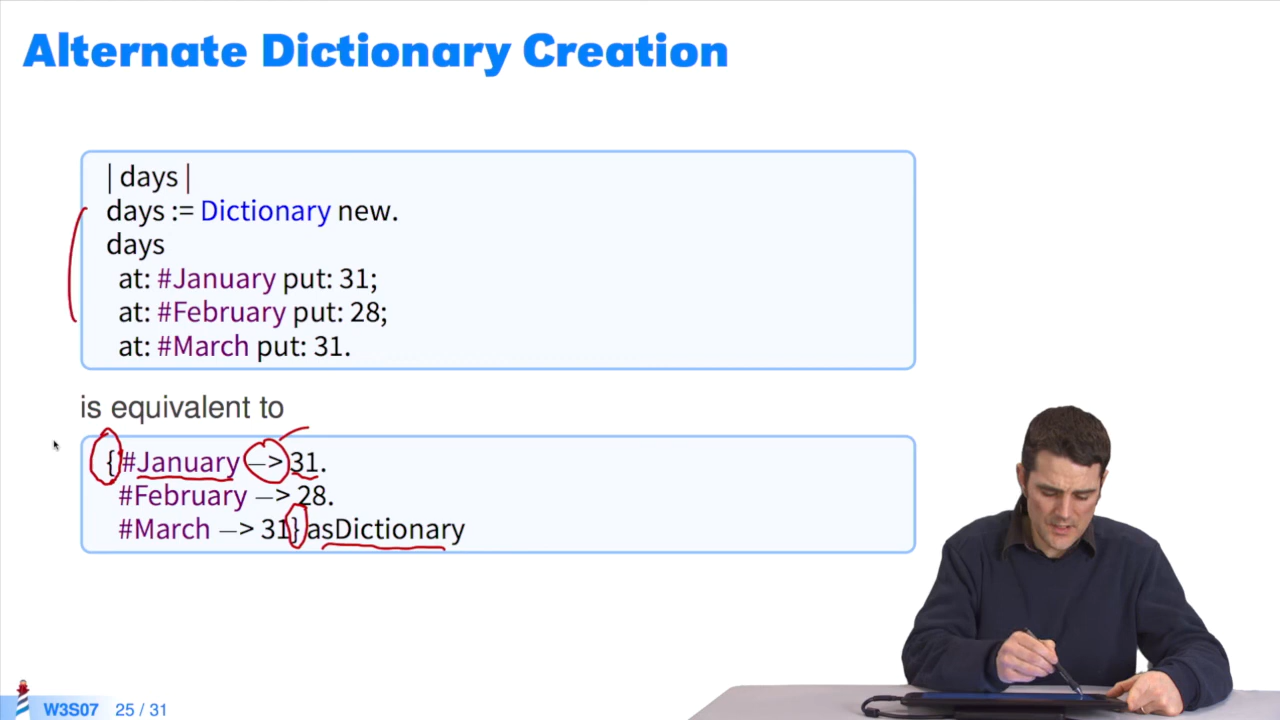 Alternate Dictionary Creation
| days |
days := Dictionary new.
days
at: #January put: 31;
at: #February put: 28;
at: #March put: 31.
is equivalent to
{ #January —> 31.
#February —> 28.
#March —> 31} asDictionary
W3S07 25 / 31